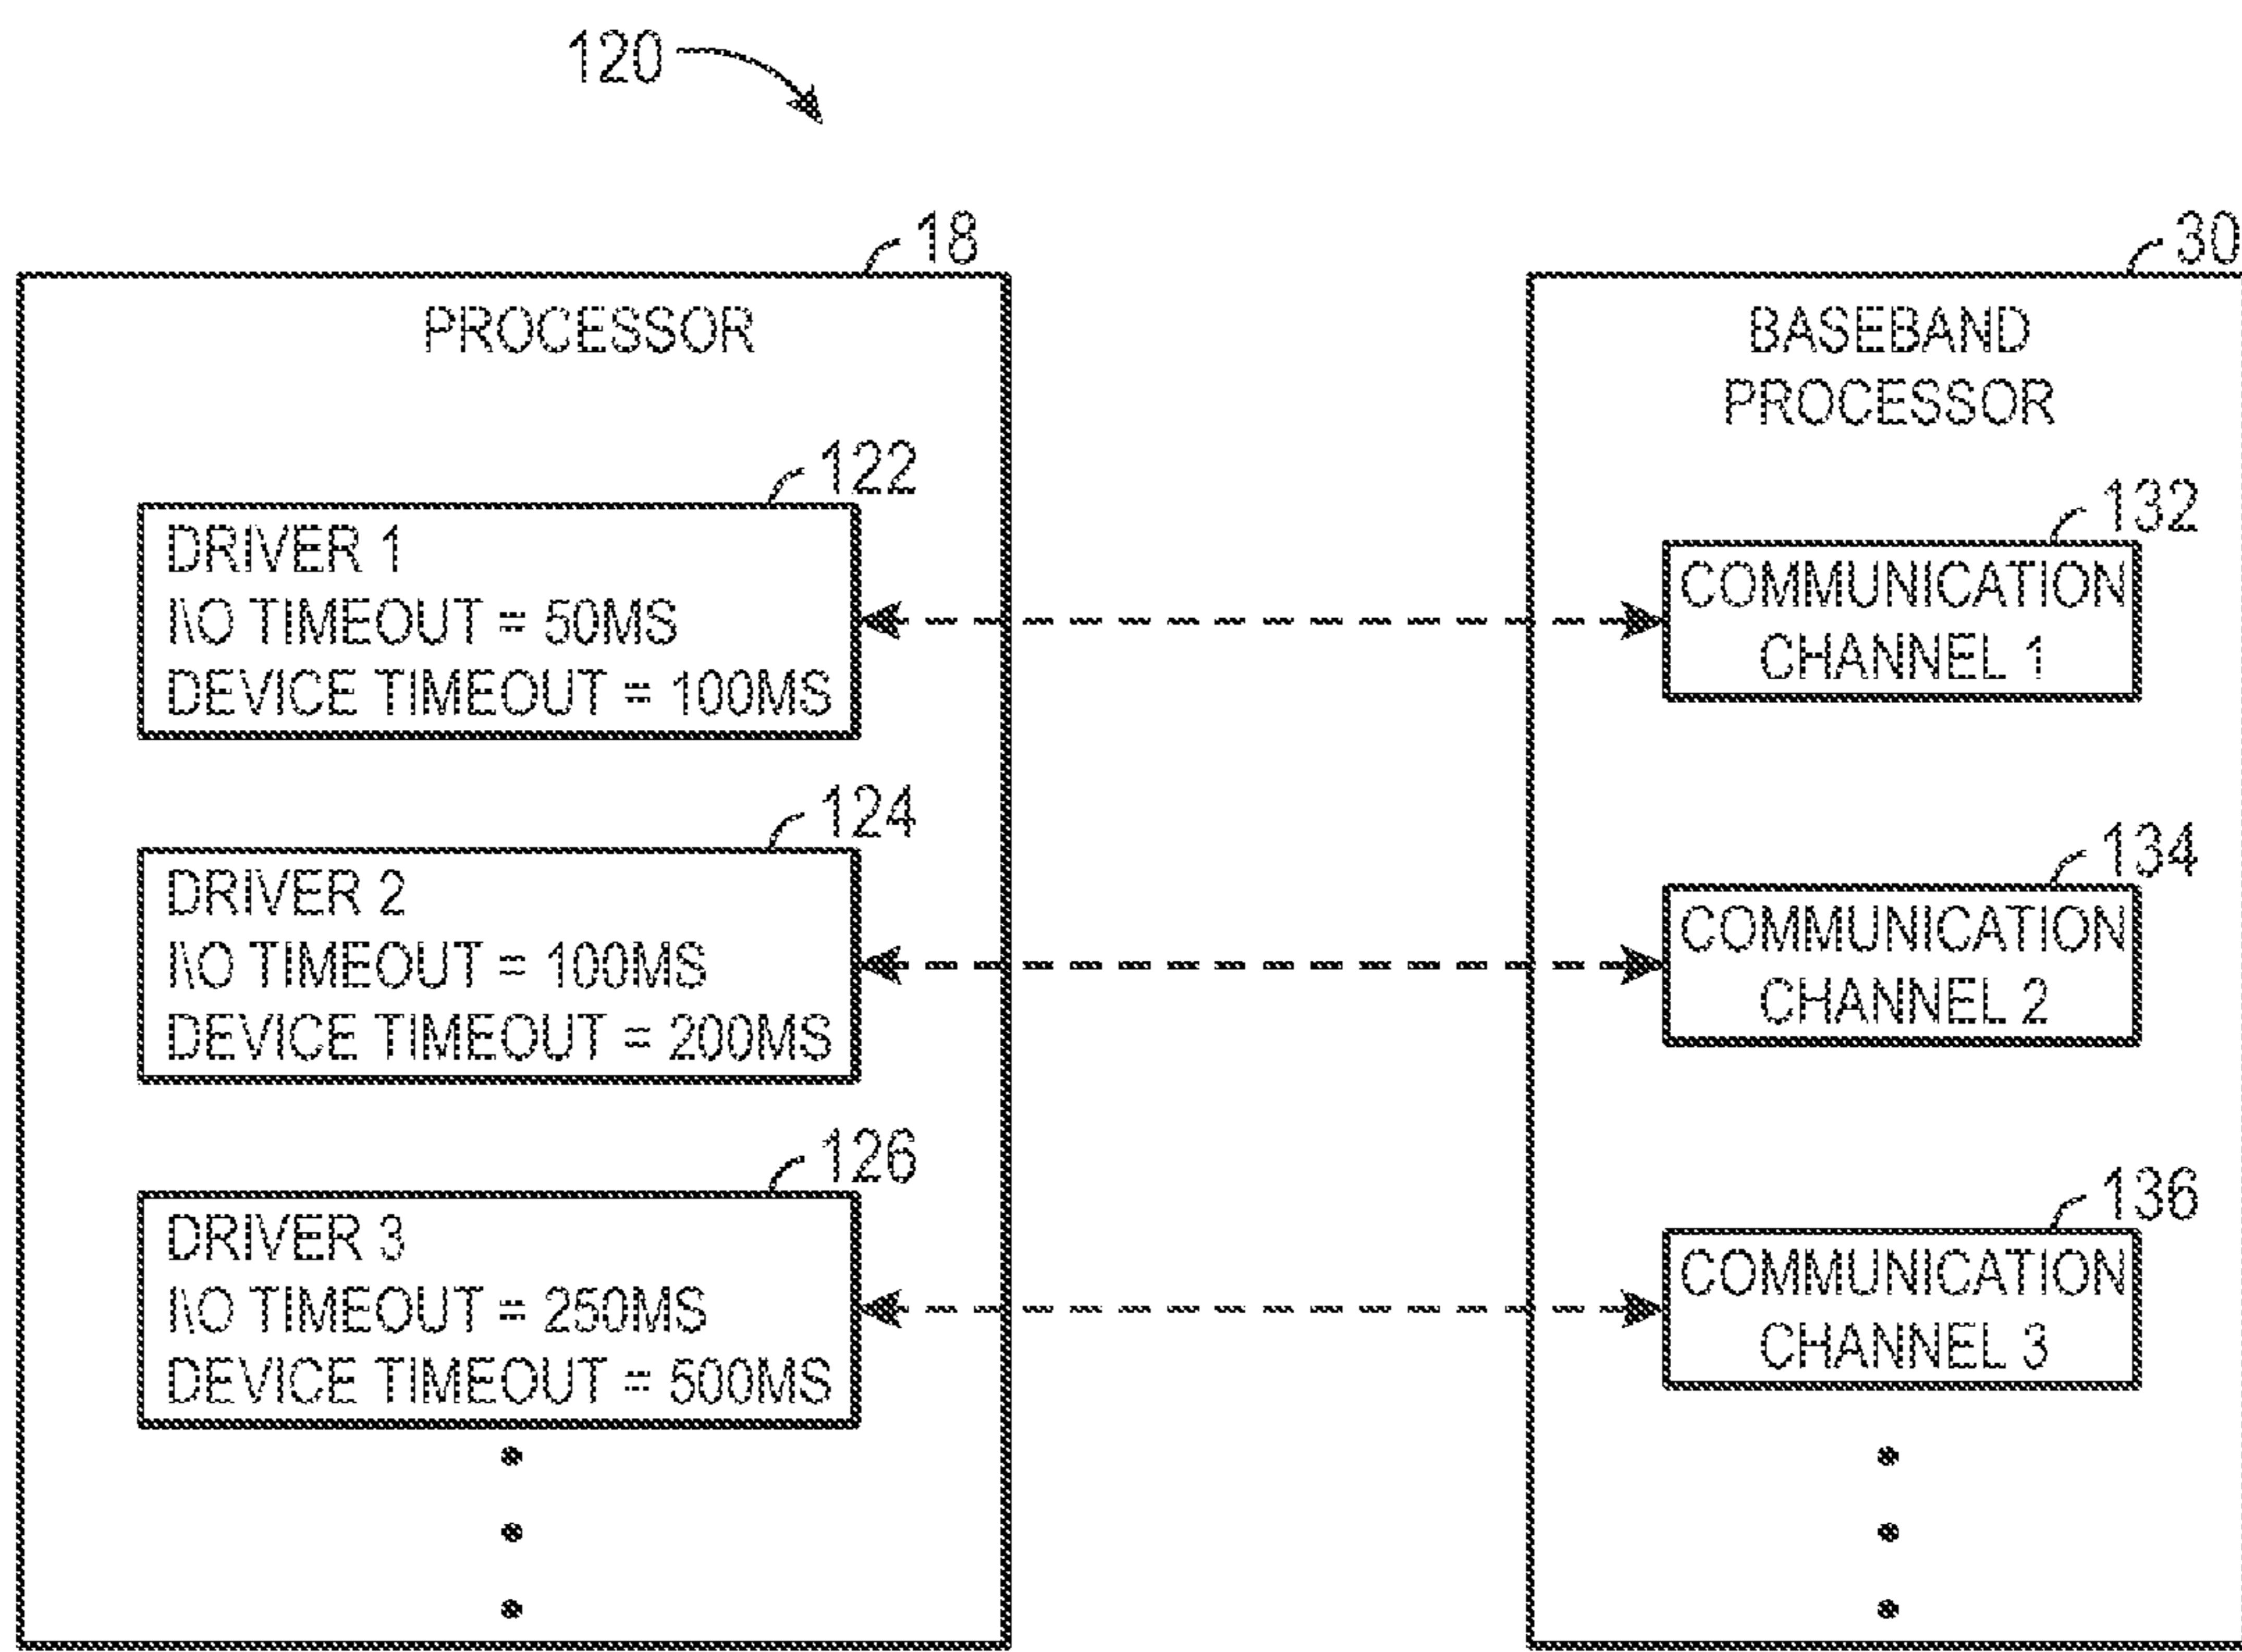 120
18
PROCESSOR
122
DRIVER 1
I\O TIMEOUT = 50MS
DEVICE TIMEOUT = 100MS
124
DRIVER 2
I\O TIMEOUT = 100MS
DEVICE TIMEOUT = 200MS
126
DRIVER 3
I\O TIMEOUT = 250MS
DEVICE TIMEOUT = 500MS
30
BASEBAND
PROCESSOR
132
COMMUNICATION
CHANNEL 1
134
COMMUNICATION
CHANNEL 2
136
COMMUNICATION
CHANNEL 3